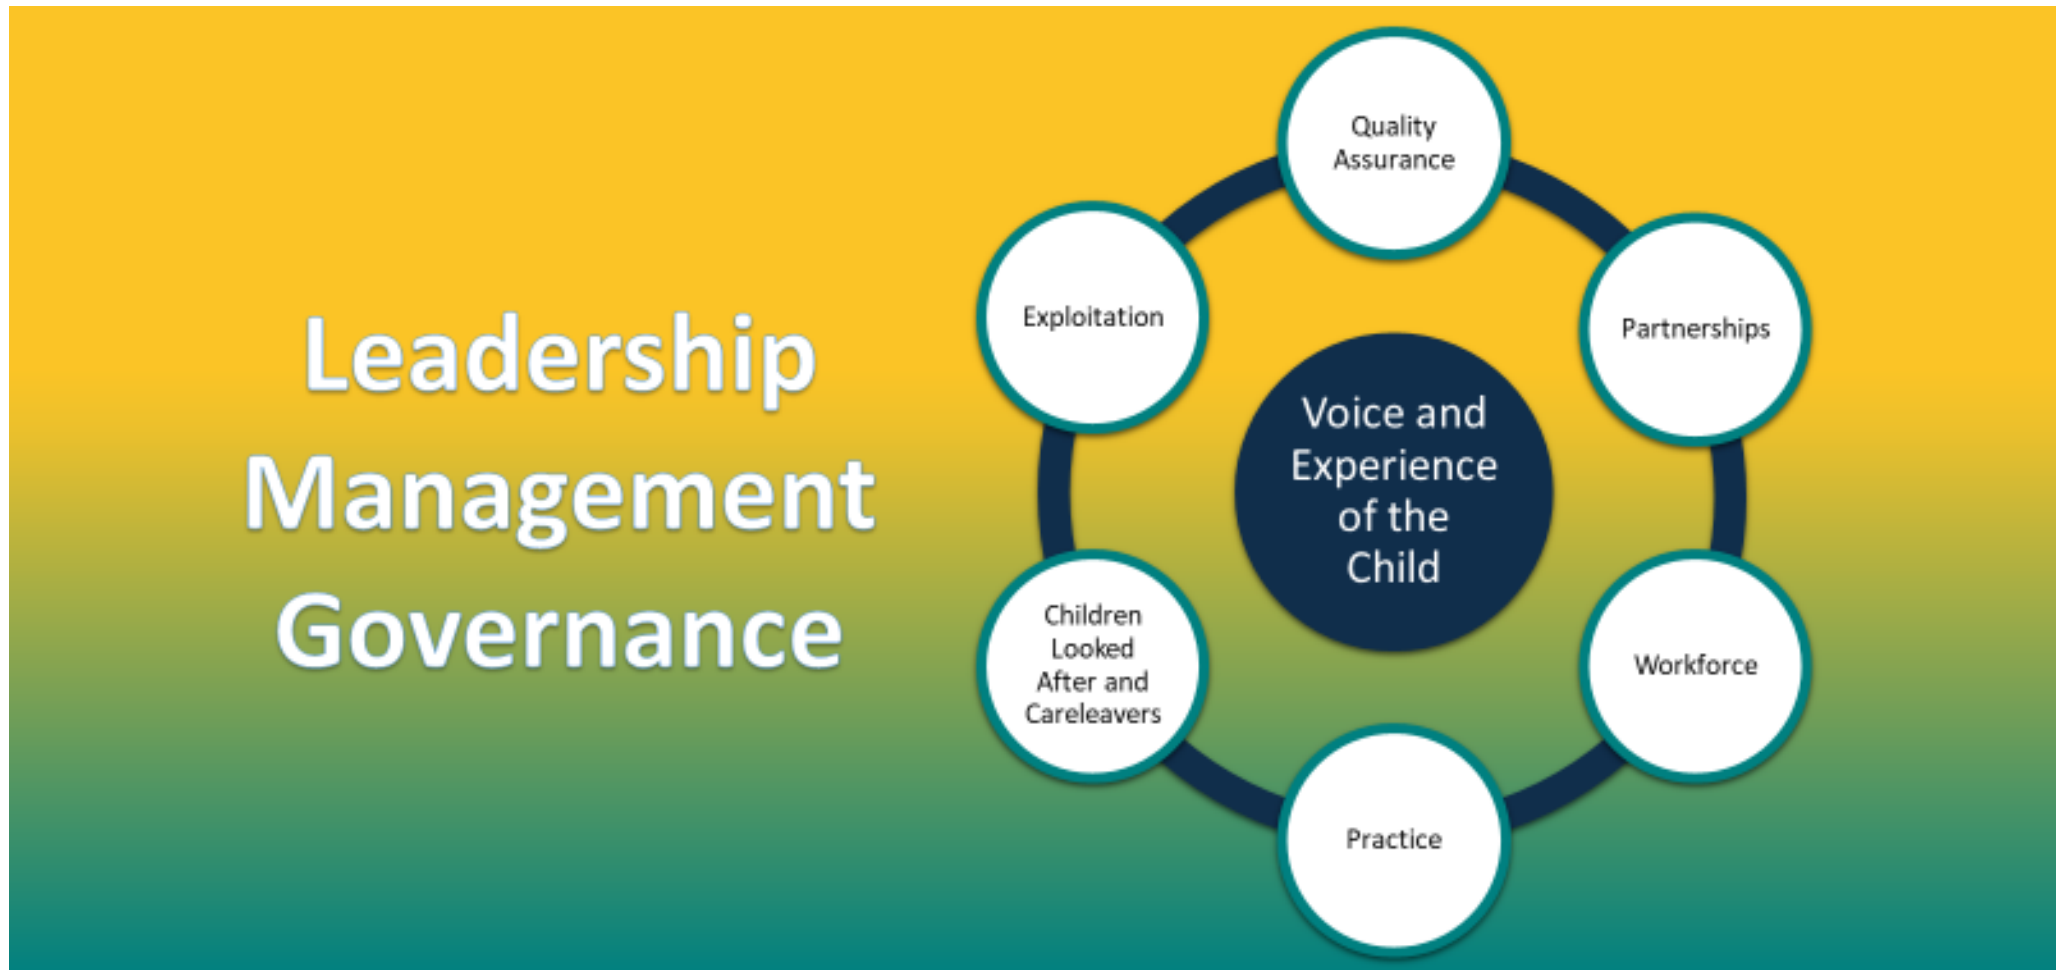 Leadership
Management
Governance
Quality
Assurance
Partnerships
Workforce
Practice
Children
Looked
After and
Careleavers
Exploitation
Voice and
Experience
of the
Child